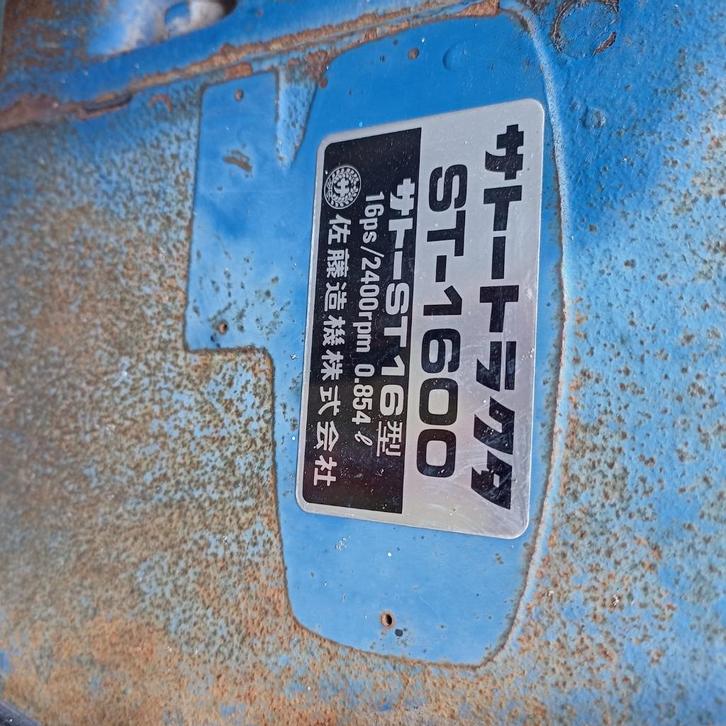 サトートラクタ
ST-1600
サトーST16型
16ps/2400rpm 0.854ℓ
サ 佐藤造機株式会社